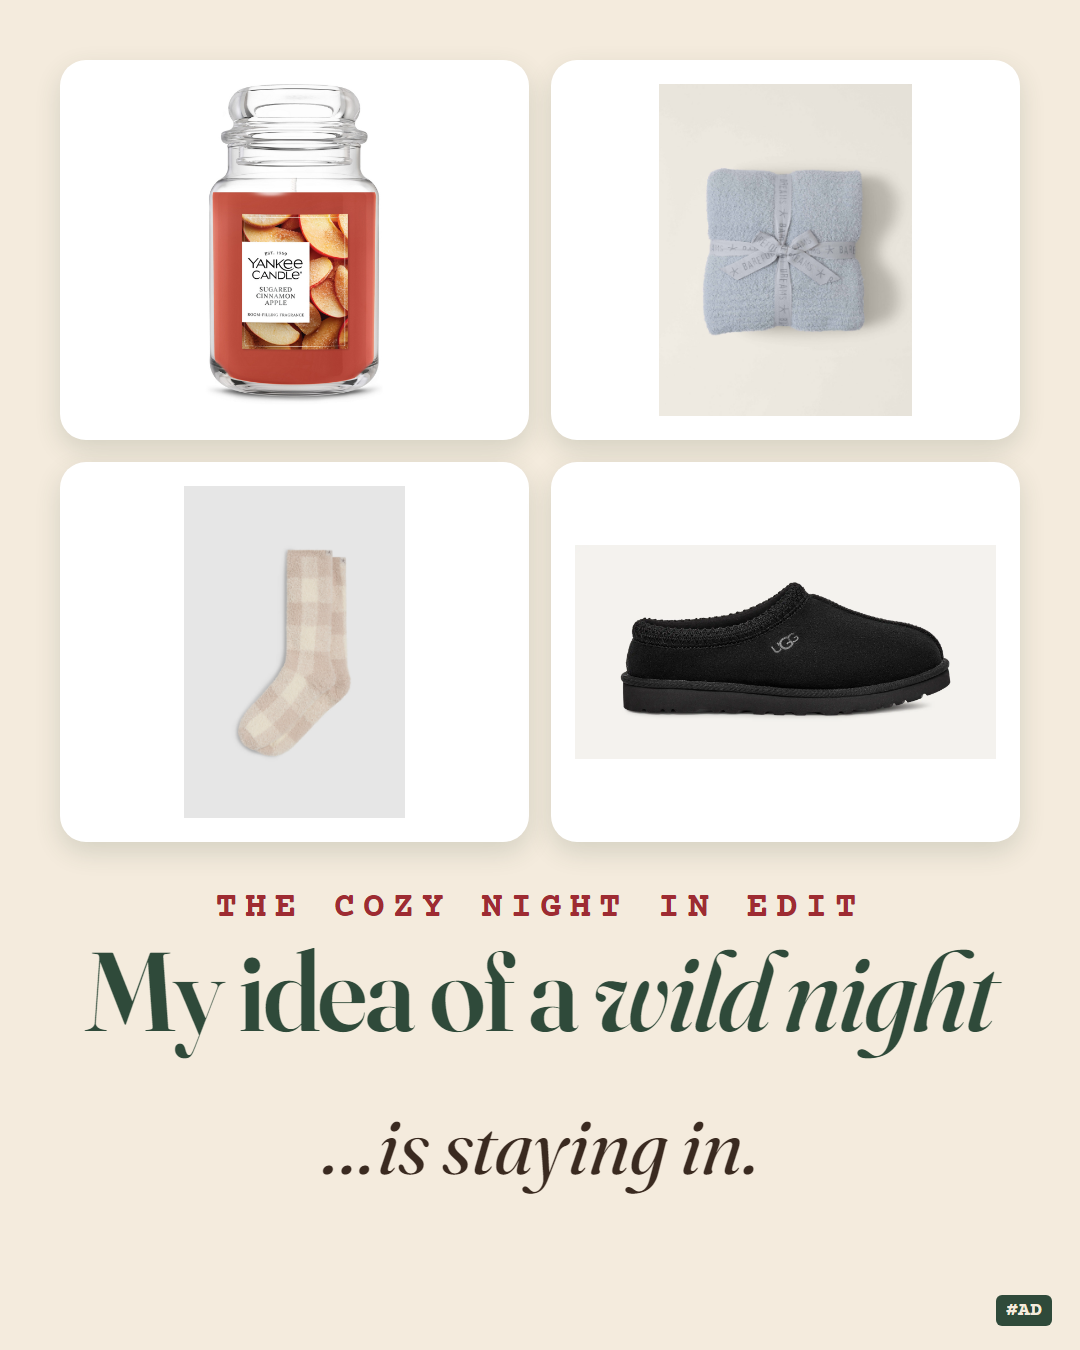 EST. 1969
YANKEE
CANDLE®
SUGARED
CINNAMON
APPLE
ROOM-FILLING FRAGRANCE
UGG
THE COZY NIGHT IN EDIT
My idea of a wild night
...is staying in.
#AD